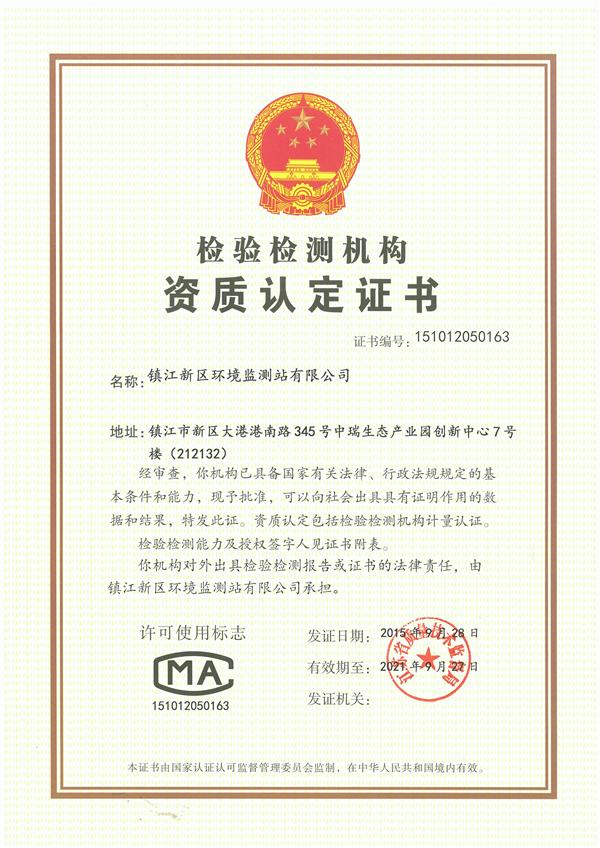 检验检测机构
资质认定证书
证书编号：151012050163
名称：镇江新区环境监测站有限公司
地址：镇江市新区大港港南路345号中瑞生态产业园创新中心7号
楼（212132）
经审查，你机构已具备国家有关法律、行政法规规定的基
本条件和能力，现予批准，可以向社会出具具有证明作用的数
据和结果，特发此证。资质认定包括检验检测机构计量认证。
检验检测能力及授权签字人见证书附表。
你机构对外出具检验检测报告或证书的法律责任，由
镇江新区环境监测站有限公司承担。
许可使用标志
CMA
151012050163
发证日期：2015年9月28日
有效期至：2021年9月27日
发证机关：
江苏省质量技术监督局
本证书由国家认证认可监督管理委员会监制，在中华人民共和国境内有效。